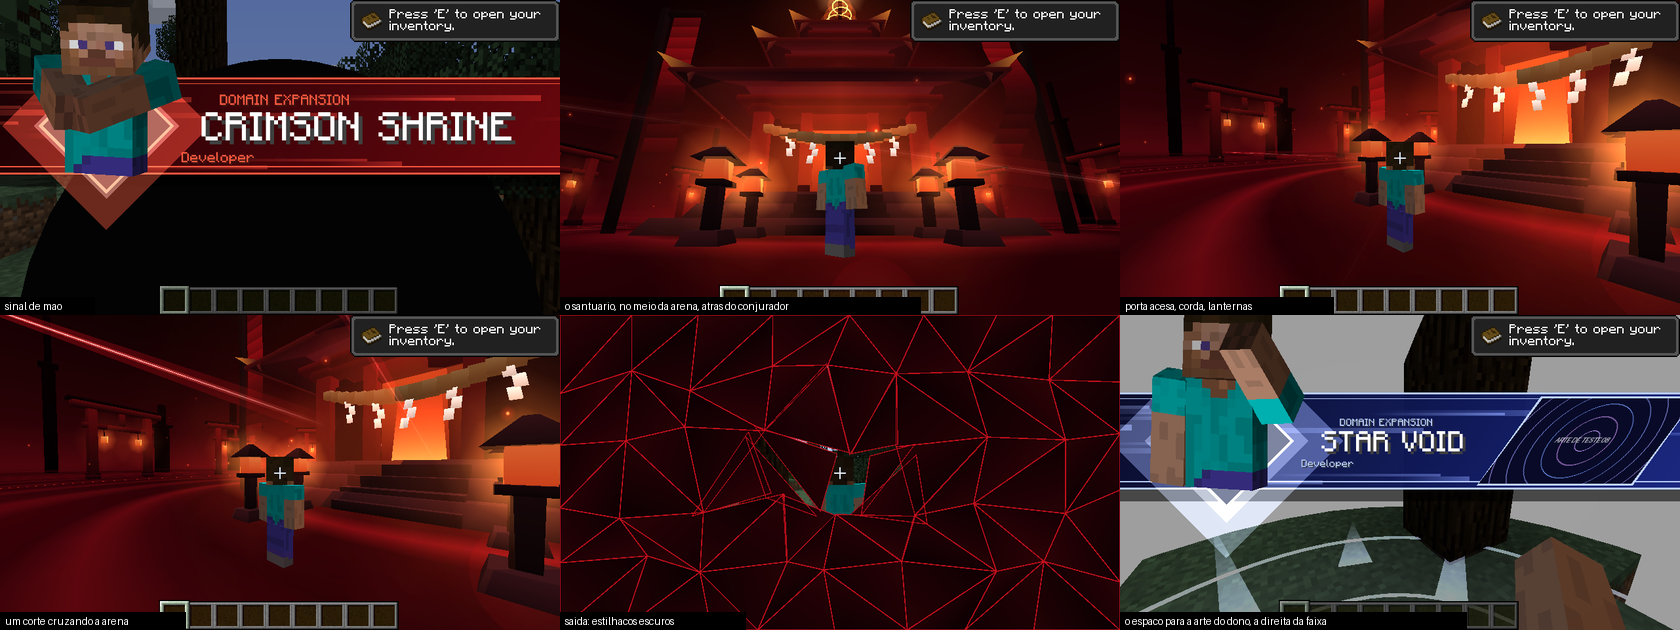 Press 'E' to open your
inventory.
DOMAIN EXPANSION
CRIMSON SHRINE
Developer
sinal de mao
Press 'E' to open your
inventory.
o santuario, no meio da arena, atras do conjurador
Press 'E' to open your
inventory.
porta acesa, corda, lanternas
Press 'E' to open your
inventory.
um corte cruzando a arena
saida: estilhacos escuros
Press 'E' to open your
inventory.
DOMAIN EXPANSION
STAR VOID
Developer
ARTE DE TESTE
o espaco para a arte do dono, a direita da faixa